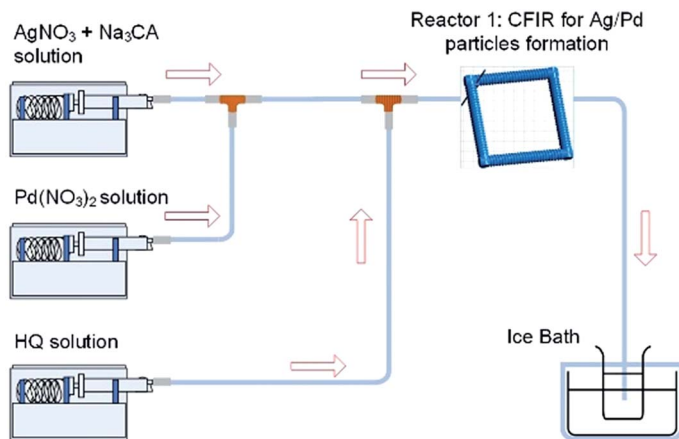 AgNO₃ + Na₃CA
solution
Reactor 1: CFIR for Ag/Pd
particles formation
Pd(NO₃)₂ solution
HQ solution
Ice Bath